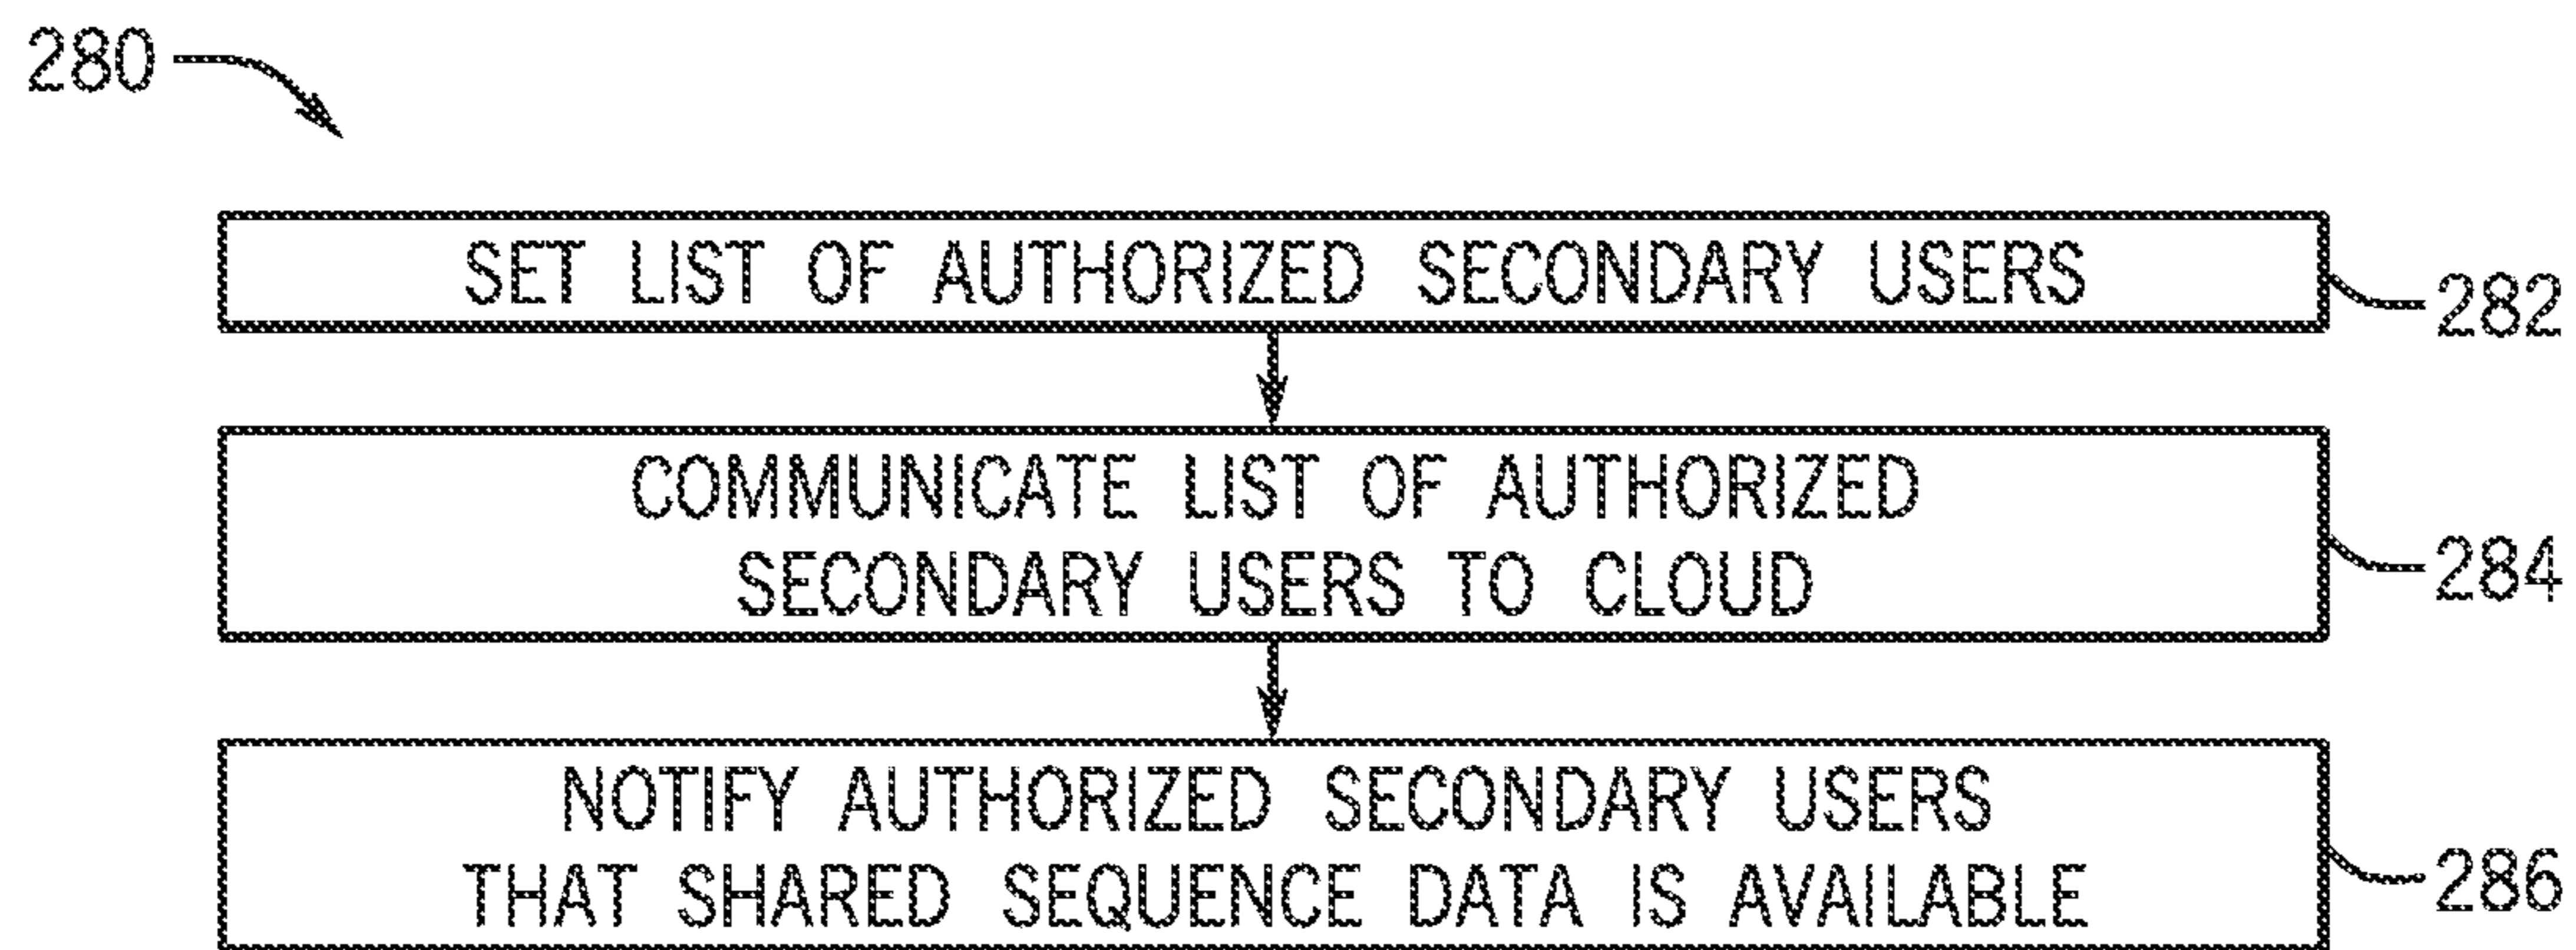 280
SET LIST OF AUTHORIZED SECONDARY USERS
282
COMMUNICATE LIST OF AUTHORIZED
SECONDARY USERS TO CLOUD
284
NOTIFY AUTHORIZED SECONDARY USERS
THAT SHARED SEQUENCE DATA IS AVAILABLE
286